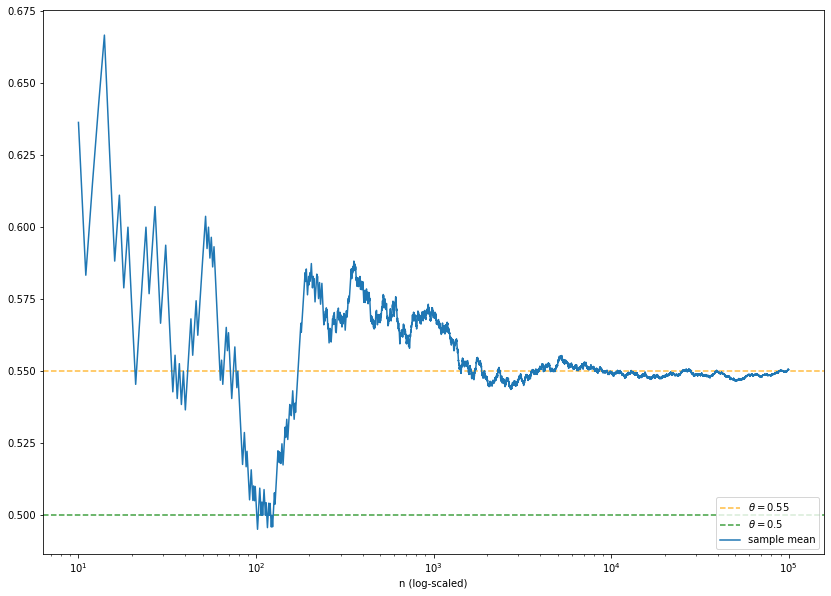 0.675
0.650
0.625
0.600
0.575
0.550
0.525
0.500
10¹ 10² 10³ 10⁴ 10⁵
n (log-scaled)
θ = 0.55
θ = 0.5
sample mean